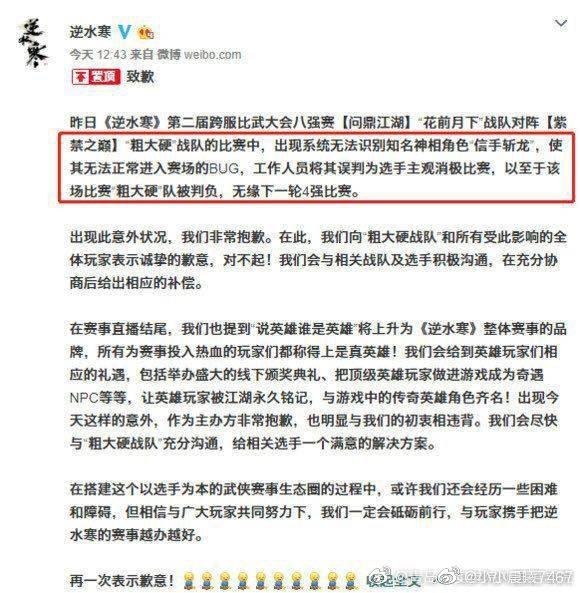 逆水寒
逆水寒
今天 12:43 来自 微博 weibo.com
置顶 致歉
昨日《逆水寒》第二届跨服比武大会八强赛【问鼎江湖】“花前月下”战队对阵【紫
禁之巅】“粗大硬”战队的比赛中，出现系统无法识别知名神相角色“信手斩龙”，使
其无法正常进入赛场的BUG，工作人员将其误判为选手主观消极比赛，以至于该
场比赛“粗大硬”队被判负，无缘下一轮4强比赛。
出现此意外状况，我们非常抱歉。在此，我们向“粗大硬战队”和所有受此影响的全
体玩家表示诚挚的歉意，对不起！我们会与相关战队及选手积极沟通，在充分协
商后给出相应的补偿。
在赛事直播结尾，我们也提到“说英雄谁是英雄”将上升为《逆水寒》整体赛事的品
牌，所有为赛事投入热血的玩家们都称得上是真英雄！我们会给到英雄玩家们相
应的礼遇，包括举办盛大的线下颁奖典礼、把顶级英雄玩家做进游戏成为奇遇
NPC等等，让英雄玩家被江湖永久铭记，与游戏中的传奇英雄角色齐名！出现今
天这样的意外，作为主办方非常抱歉，也明显与我们的初衷相违背。我们会尽快
与“粗大硬战队”充分沟通，给相关选手一个满意的解决方案。
在搭建这个以选手为本的武侠赛事生态圈的过程中，或许我们还会经历一些困难
和障碍，但相信与广大玩家共同努力下，我们一定会砥砺前行，与玩家携手把逆
水寒的赛事越办越好。
再一次表示歉意！ 收起全文